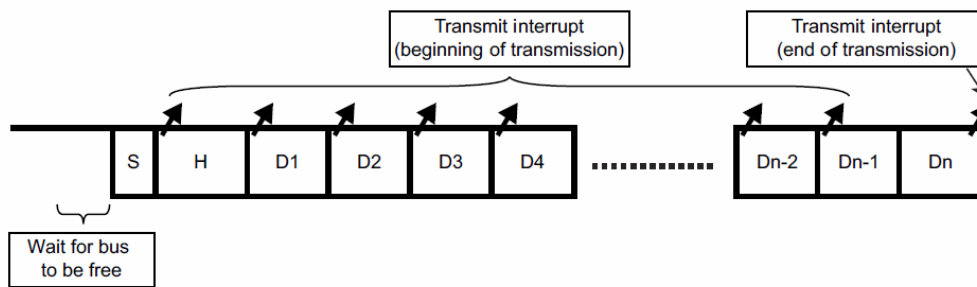 Transmit interrupt
(beginning of transmission)
Transmit interrupt
(end of transmission)
S H D1 D2 D3 D4 Dn-2 Dn-1 Dn
Wait for bus
to be free